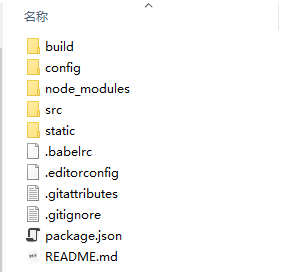 名称
build
config
node_modules
src
static
.babelrc
.editorconfig
.gitattributes
.gitignore
package.json
README.md